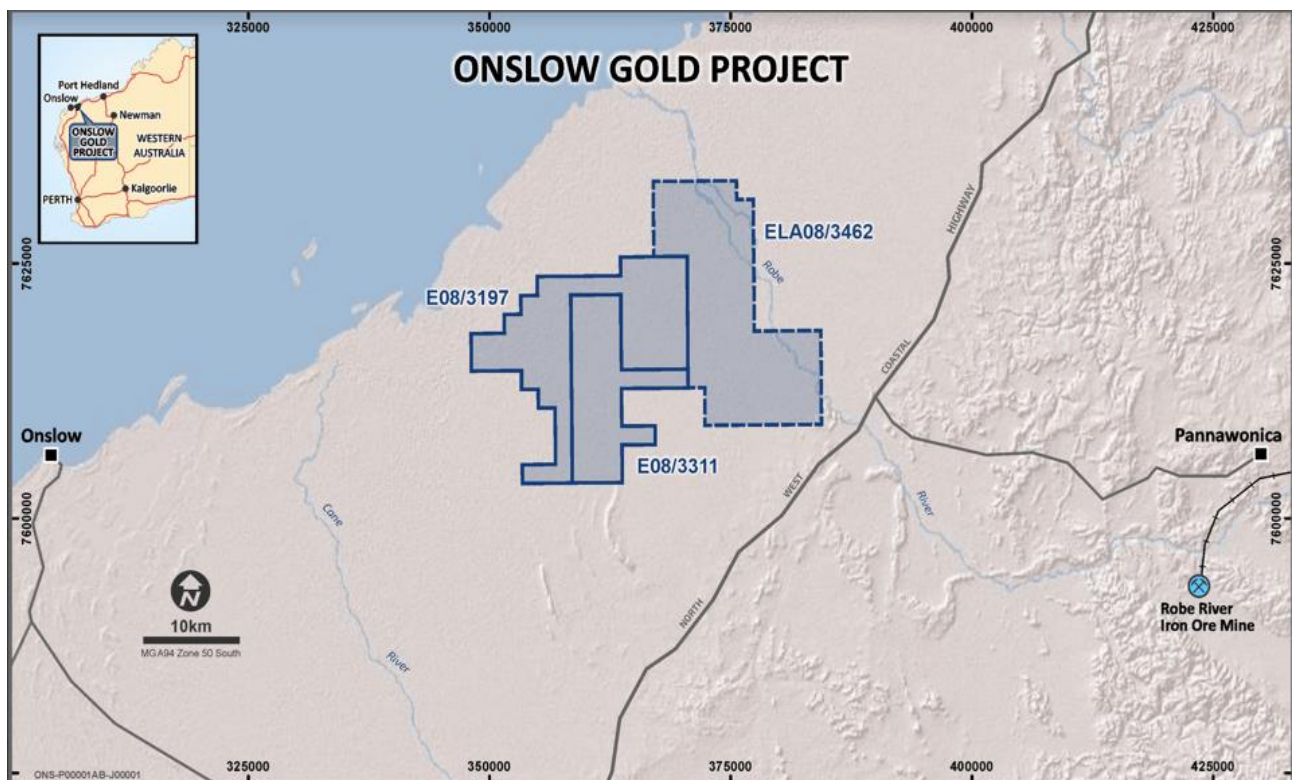 325000
350000
375000
400000
425000
ONSLOW GOLD PROJECT
Port Hedland
Onslow
Newman
ONSLOW
GOLD
PROJECT
WESTERN
AUSTRALIA
Kalgoorlie
PERTH
7625000
7625000
ELA08/3462
HIGHWAY
Robe
E08/3197
COASTAL
Onslow
Pannawonica
E08/3311
WEST
River
7600000
7600000
Cane
N
10km
MGA94 Zone 50 South
NORTH
Robe River
Iron Ore Mine
River
ONS-P00001AB-J00001
325000
350000
375000
400000
425000